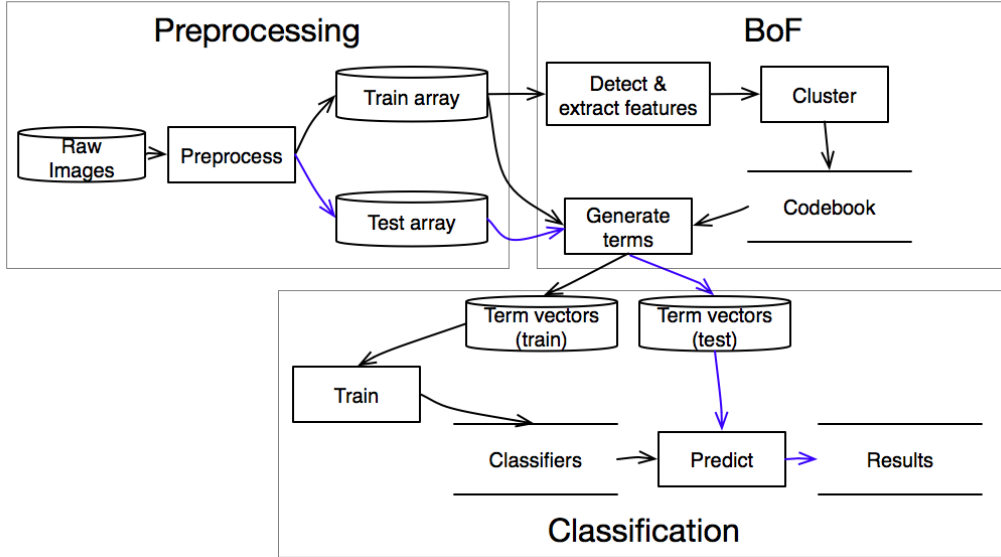 Preprocessing
BoF
Train array
Detect &
extract features
Cluster
Raw
Images
Preprocess
Test array
Generate
terms
Codebook
Term vectors
(train)
Term vectors
(test)
Train
Classifiers
Predict
Results
Classification